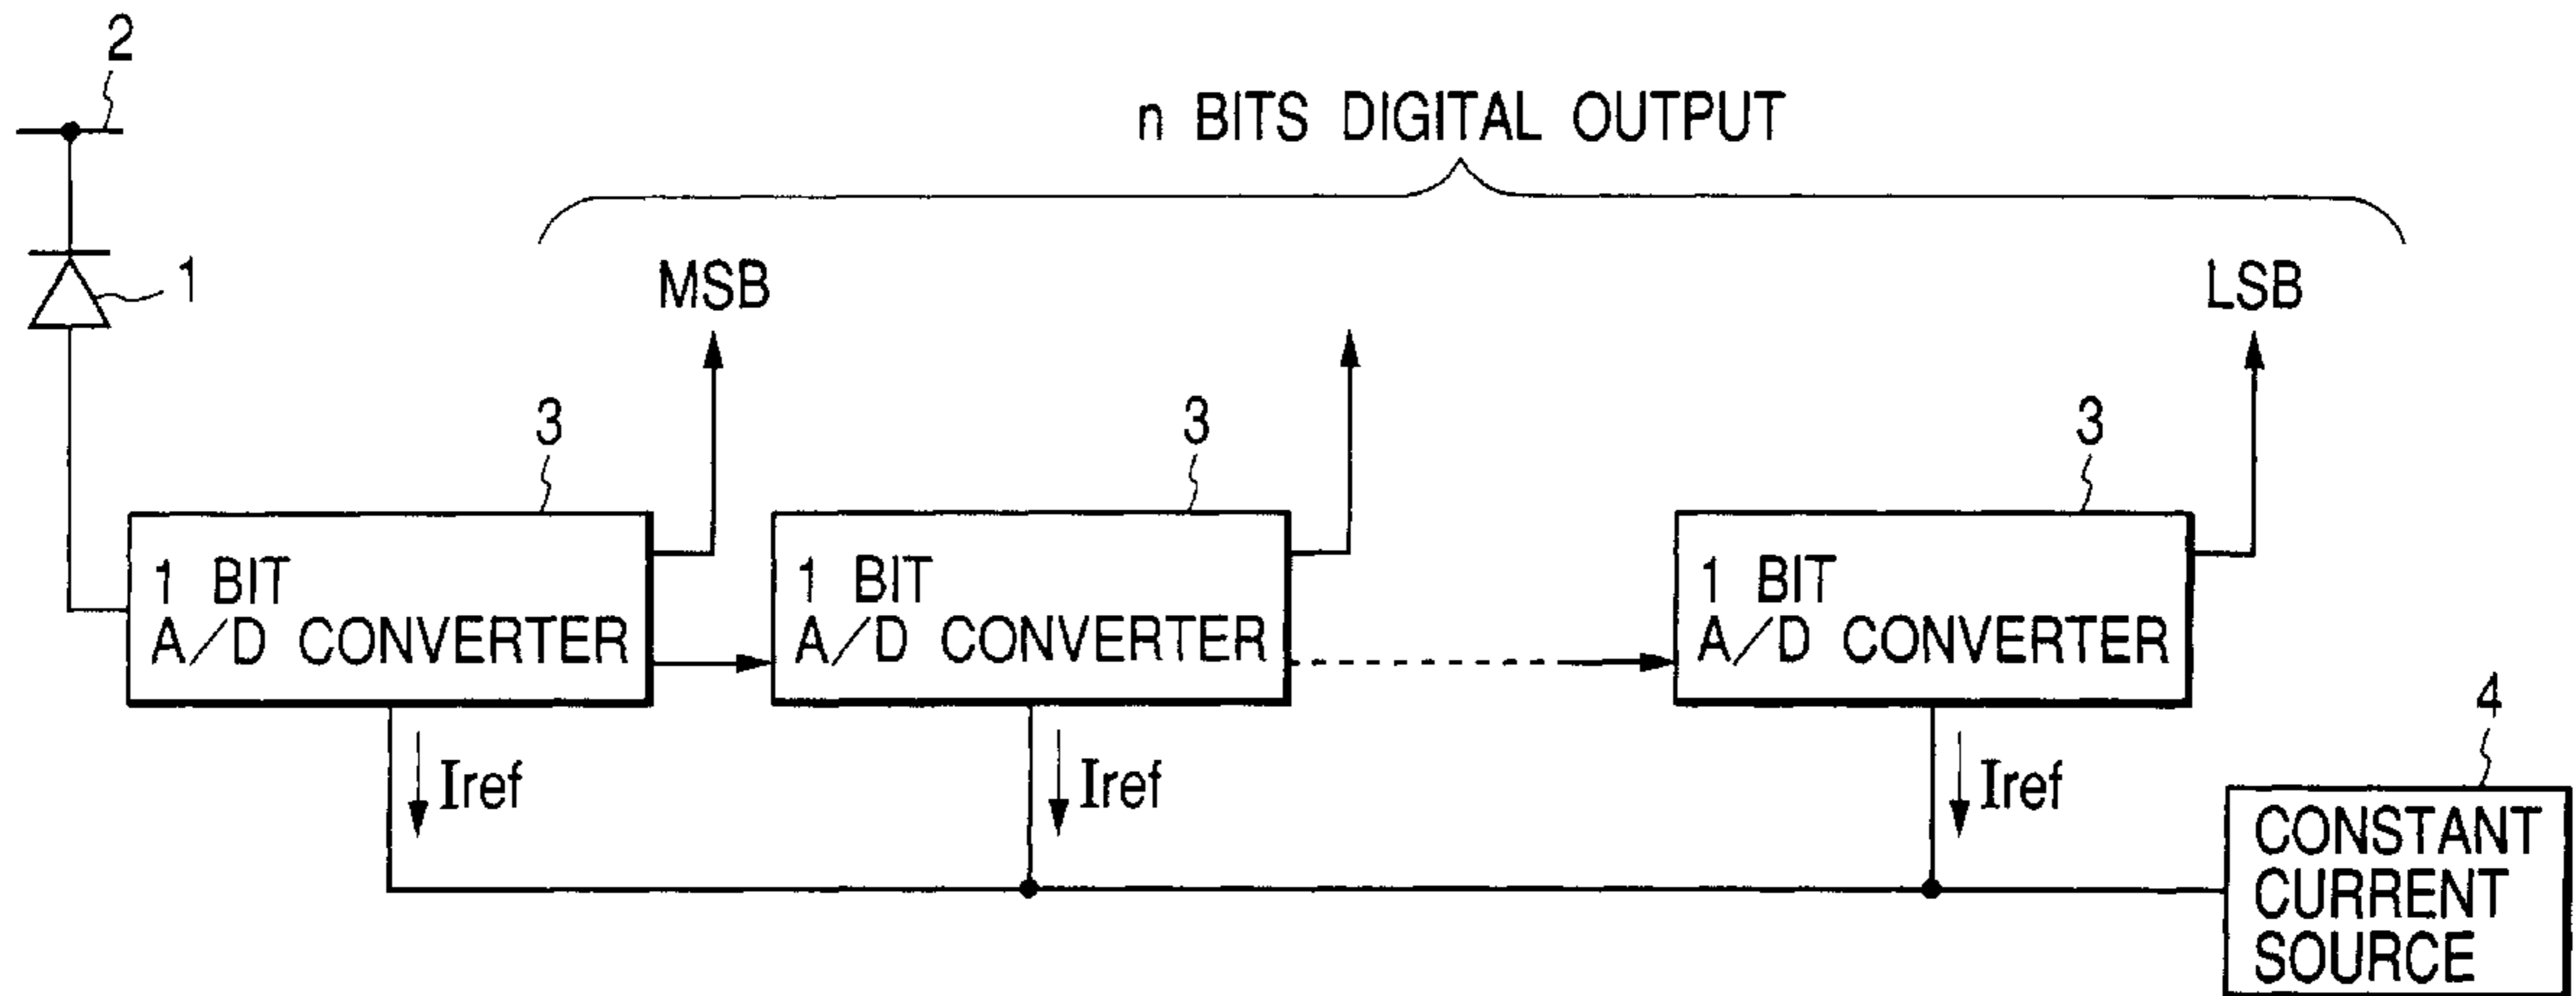 2
n BITS DIGITAL OUTPUT
1
MSB
LSB
3
3
3
1 BIT
A/D CONVERTER
1 BIT
A/D CONVERTER
1 BIT
A/D CONVERTER
4
Iref
Iref
Iref
CONSTANT
CURRENT
SOURCE